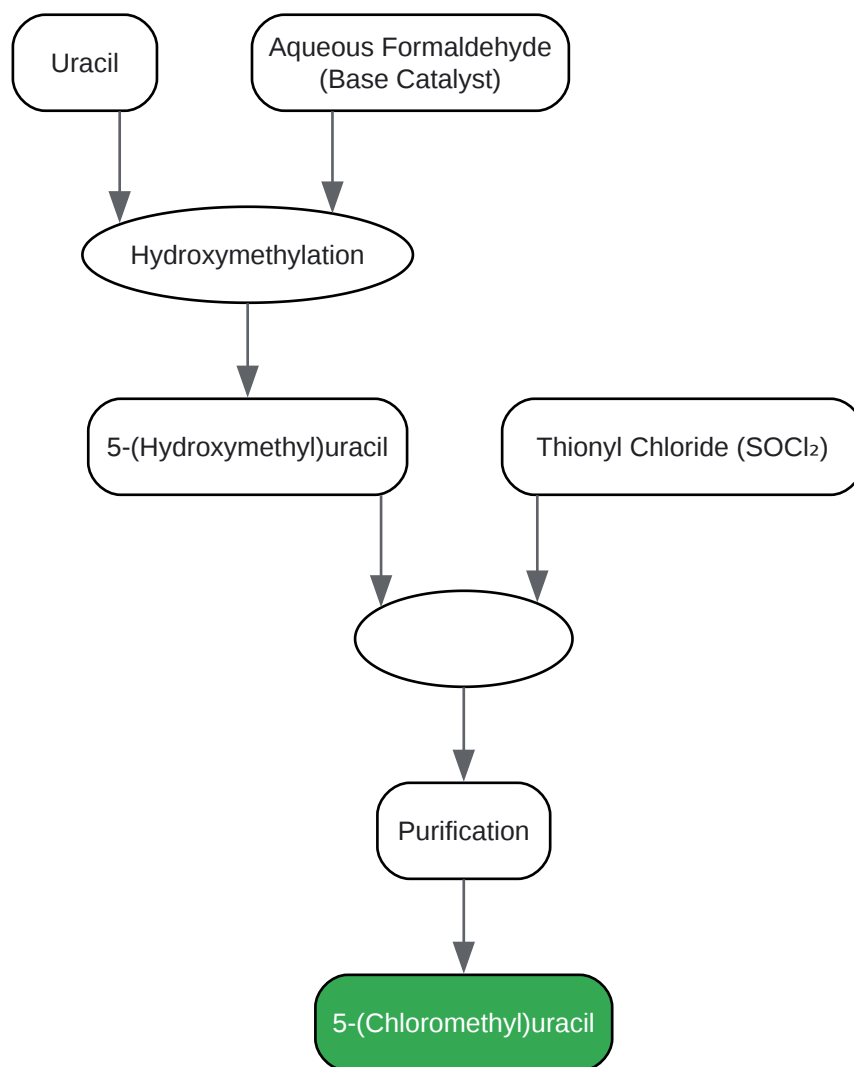 Uracil
Aqueous Formaldehyde
(Base Catalyst)
Hydroxymethylation
5-(Hydroxymethyl)uracil
Thionyl Chloride (SOCl₂)
Purification
5-(Chloromethyl)uracil